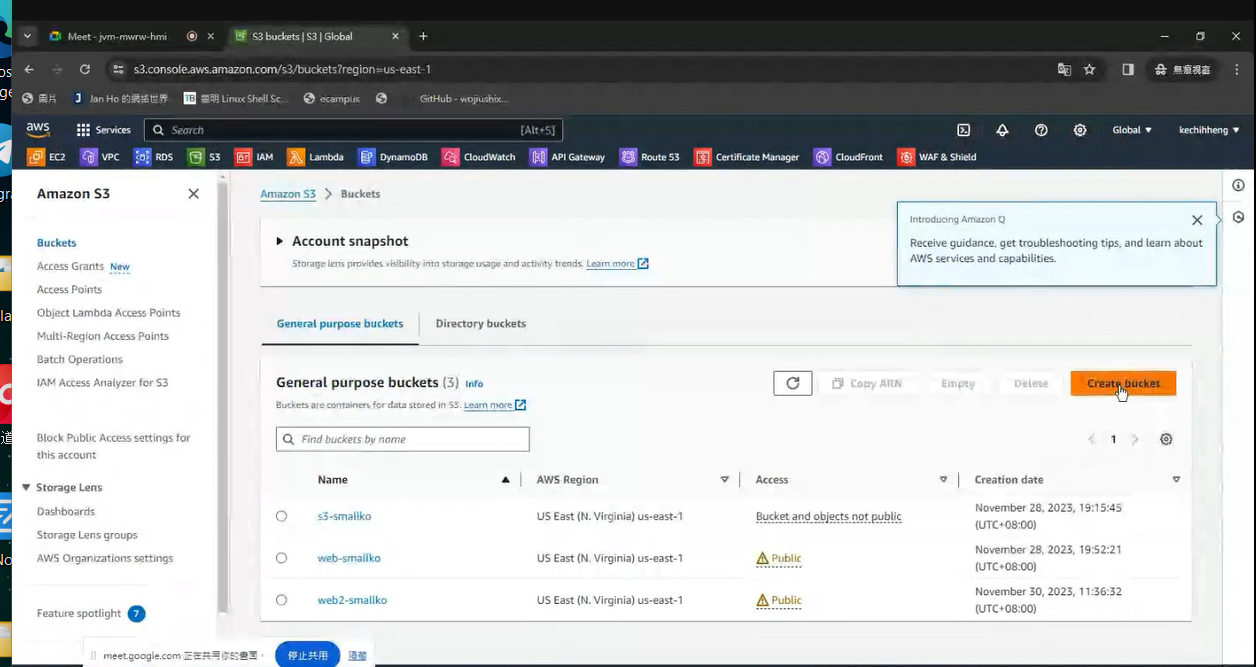 Meet - jvm-mwrw-hmi
S3 buckets | S3 | Global
s3.console.aws.amazon.com/s3/buckets?region=us-east-1
無痕視窗
圖片
Jan Ho 的網絡世界
TB
Linux Shell Sc...
ecampus
GitHub - wojiushix...
aws
Services
Search
[Alt+S]
Global
kechihheng
EC2
VPC
RDS
S3
IAM
Lambda
DynamoDB
CloudWatch
API Gateway
Route 53
Certificate Manager
CloudFront
WAF & Shield
Amazon S3
Buckets
Access Grants New
Access Points
Object Lambda Access Points
Multi-Region Access Points
Batch Operations
IAM Access Analyzer for S3
Block Public Access settings for
this account
Storage Lens
Dashboards
Storage Lens groups
AWS Organizations settings
Feature spotlight 7
Amazon S3 > Buckets
Account snapshot
Storage lens provides visibility into storage usage and activity trends. Learn more
Introducing Amazon Q
Receive guidance, get troubleshooting tips, and learn about
AWS services and capabilities.
General purpose buckets
Directory buckets
General purpose buckets (3) Info
Buckets are containers for data stored in S3. Learn more
Copy ARN
Empty
Delete
Create bucket
Find buckets by name
1
Name
AWS Region
Access
Creation date
s3-smallko
US East (N. Virginia) us-east-1
Bucket and objects not public
November 28, 2023, 19:15:45
(UTC+08:00)
web-smallko
US East (N. Virginia) us-east-1
Public
November 28, 2023, 19:52:21
(UTC+08:00)
web2-smallko
US East (N. Virginia) us-east-1
Public
November 30, 2023, 11:36:32
(UTC+08:00)
meet.google.com 正在共用你的畫面。
停止共用
隱藏